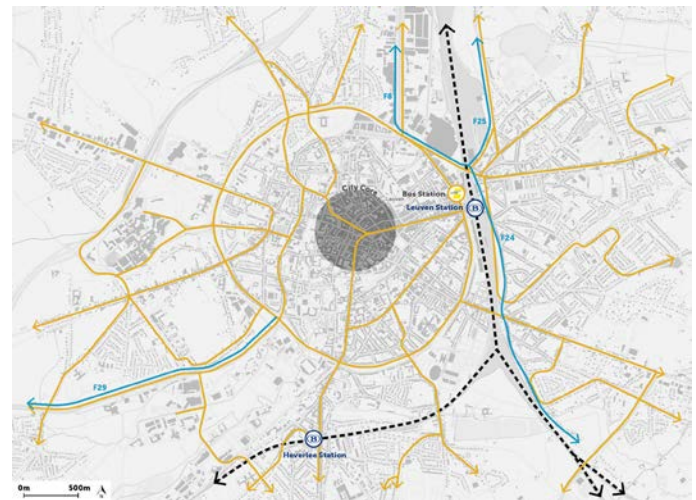 F8
F25
City Core
Bus Station
Leuven Station
B
F24
F29
B
Heverlee Station
0m
500m